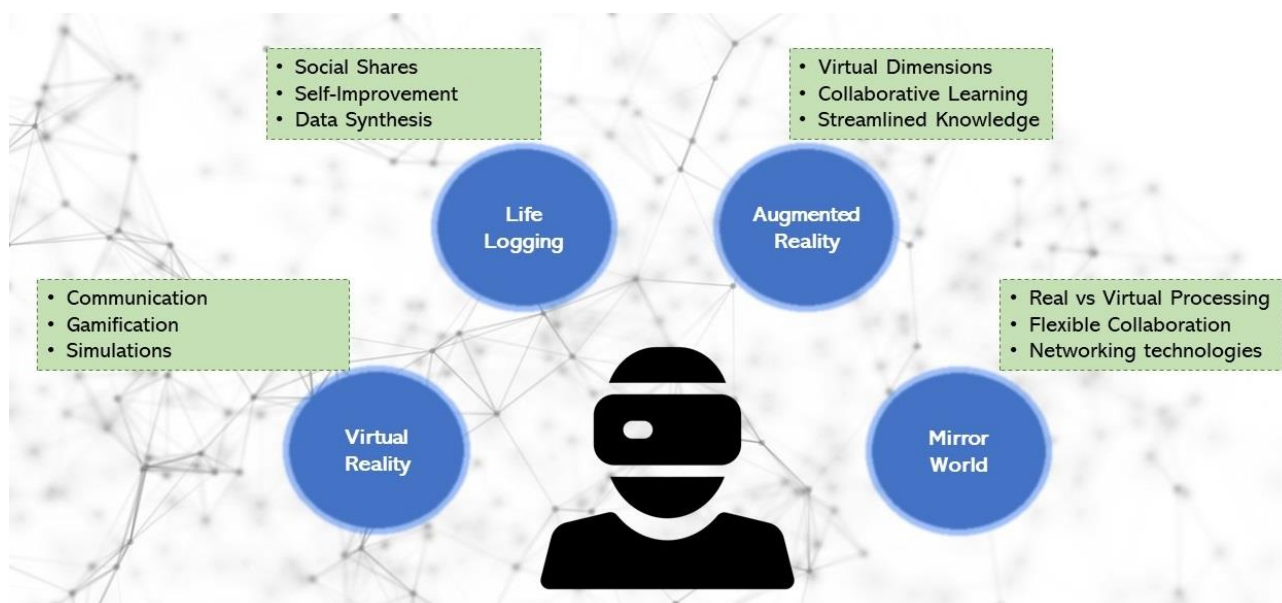 • Social Shares
• Self-Improvement
• Data Synthesis
• Virtual Dimensions
• Collaborative Learning
• Streamlined Knowledge
Life
Logging
Augmented
Reality
• Communication
• Gamification
• Simulations
• Real vs Virtual Processing
• Flexible Collaboration
• Networking technologies
Virtual
Reality
Mirror
World